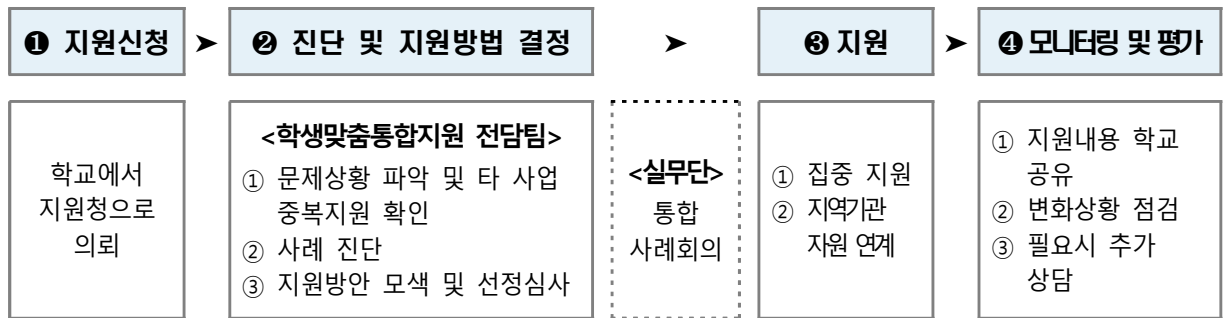 ❶ 지원신청 ➤ ❷ 진단 및 지원방법 결정 ➤ ❸ 지원 ➤ ❹ 모니터링 및 평가
학교에서
지원청으로
의뢰
<학생맞춤통합지원 전담팀>
① 문제상황 파악 및 타 사업
중복지원 확인
② 사례 진단
③ 지원방안 모색 및 선정심사
<실무단>
통합
사례회의
① 집중 지원
② 지역기관
자원 연계
① 지원내용 학교
공유
② 변화상황 점검
③ 필요시 추가
상담